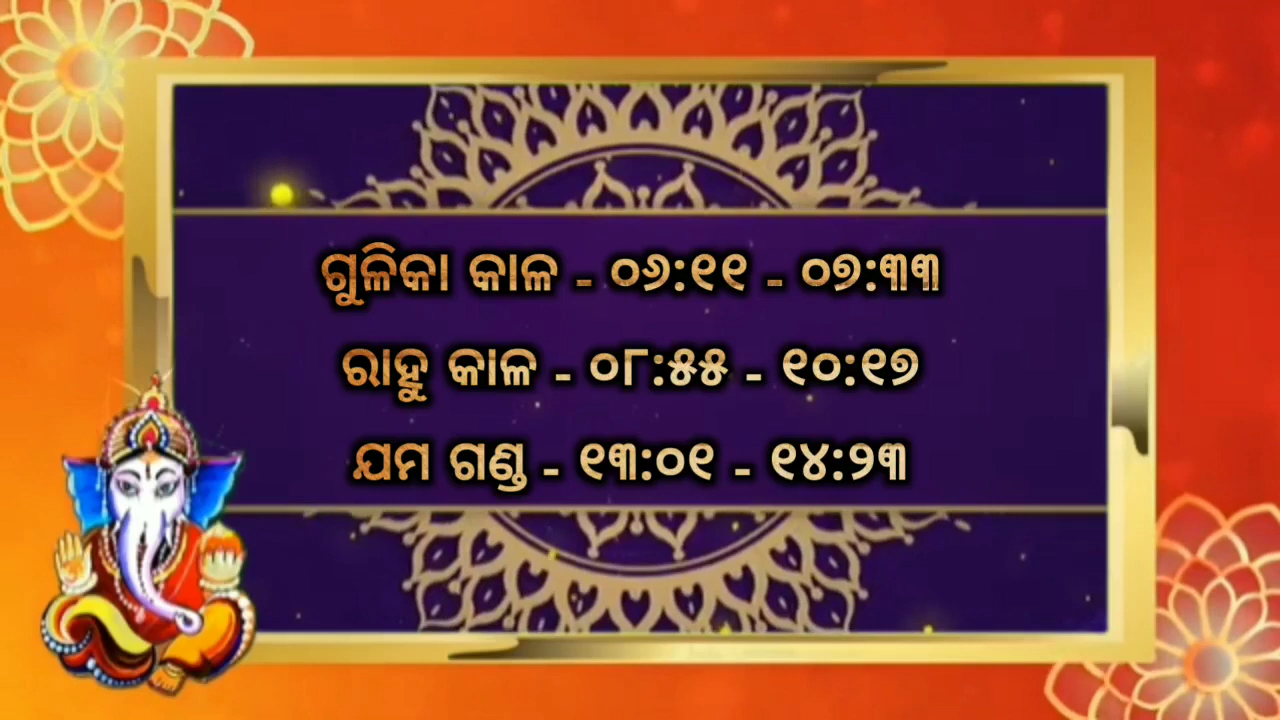 ଗୁଳିକା କାଳ - ୦୬:୧୧ - ୦୭:୩୩
ରାହୁ କାଳ - ୦୮:୫୫ - ୧୦:୧୭
ଯମ ଗଣ୍ଡ - ୧୩:୦୧ - ୧୪:୨୩